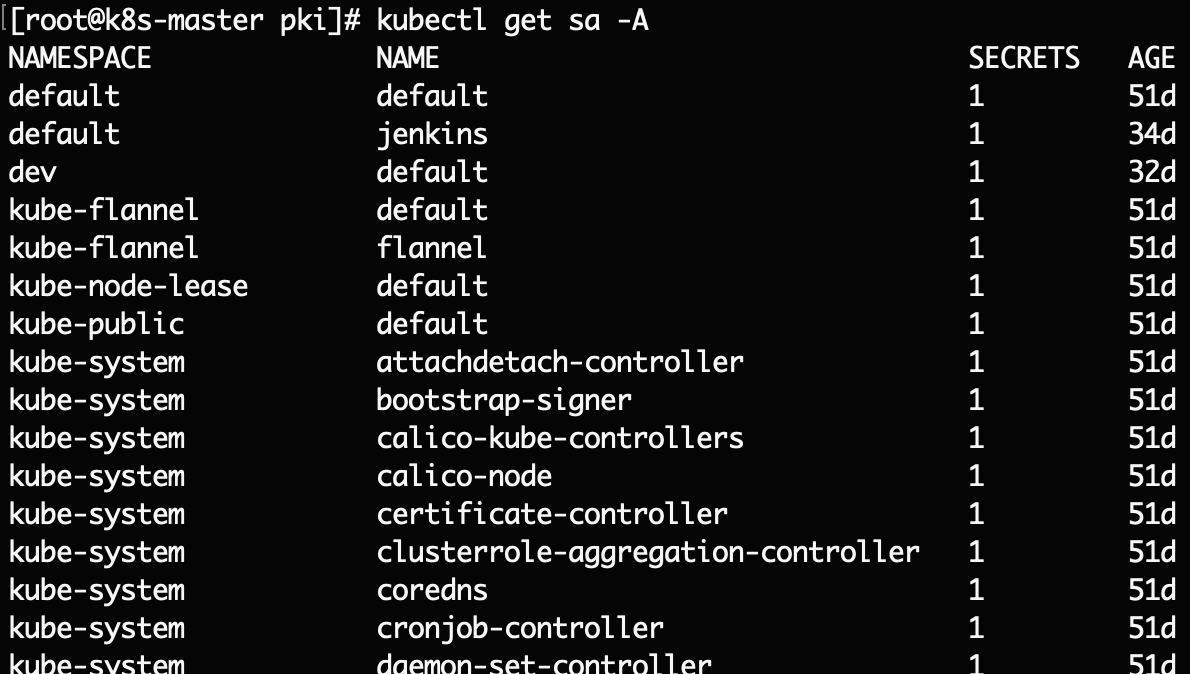 [root@k8s-master pki]# kubectl get sa -A
NAMESPACE NAME SECRETS AGE
default default 1 51d
default jenkins 1 34d
dev default 1 32d
kube-flannel default 1 51d
kube-flannel flannel 1 51d
kube-node-lease default 1 51d
kube-public default 1 51d
kube-system attachdetach-controller 1 51d
kube-system bootstrap-signer 1 51d
kube-system calico-kube-controllers 1 51d
kube-system calico-node 1 51d
kube-system certificate-controller 1 51d
kube-system clusterrole-aggregation-controller 1 51d
kube-system coredns 1 51d
kube-system cronjob-controller 1 51d
kube-system daemon-set-controller 1 51d